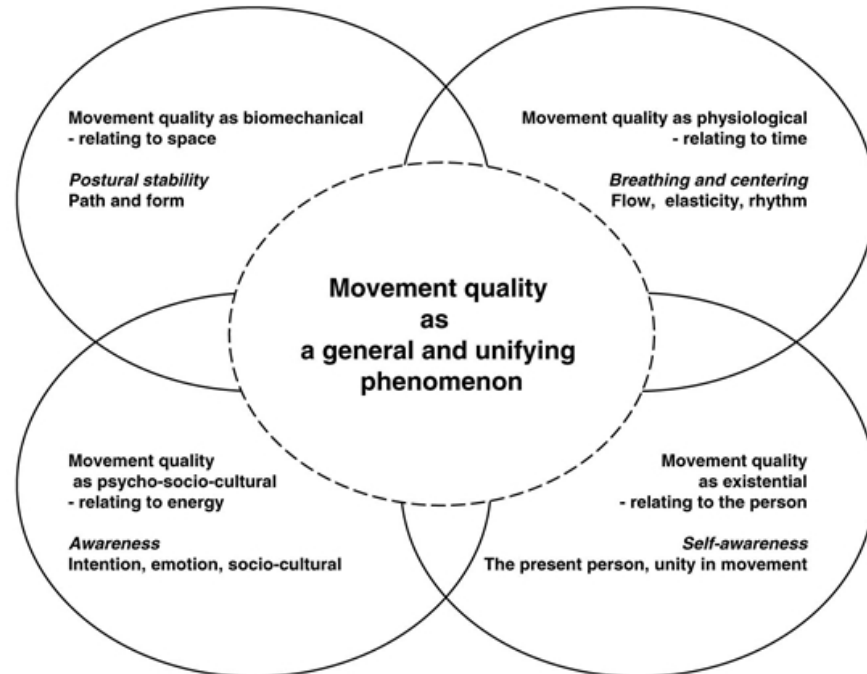 Movement quality as biomechanical
- relating to space
Postural stability
Path and form
Movement quality as physiological
- relating to time
Breathing and centering
Flow, elasticity, rhythm
Movement quality
as
a general and unifying
phenomenon
Movement quality
as psycho-socio-cultural
- relating to energy
Awareness
Intention, emotion, socio-cultural
Movement quality
as existential
- relating to the person
Self-awareness
The present person, unity in movement